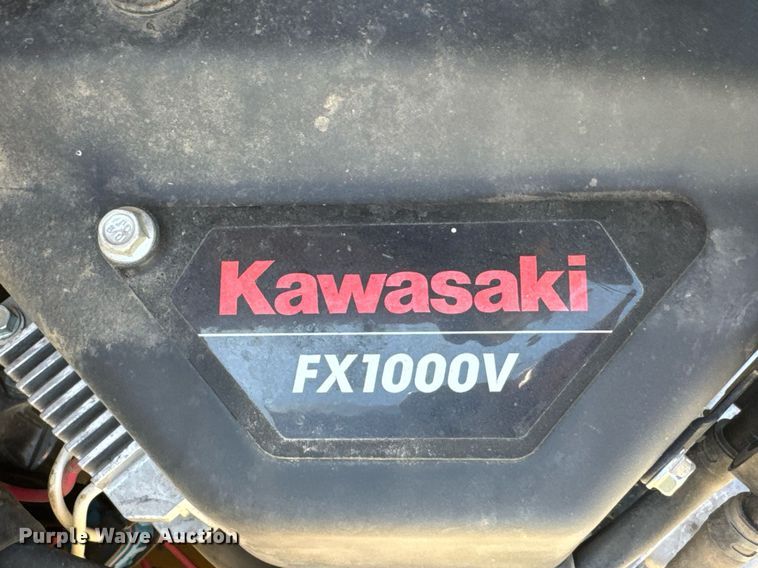 Kawasaki
FX1000V
Purple Wave Auction